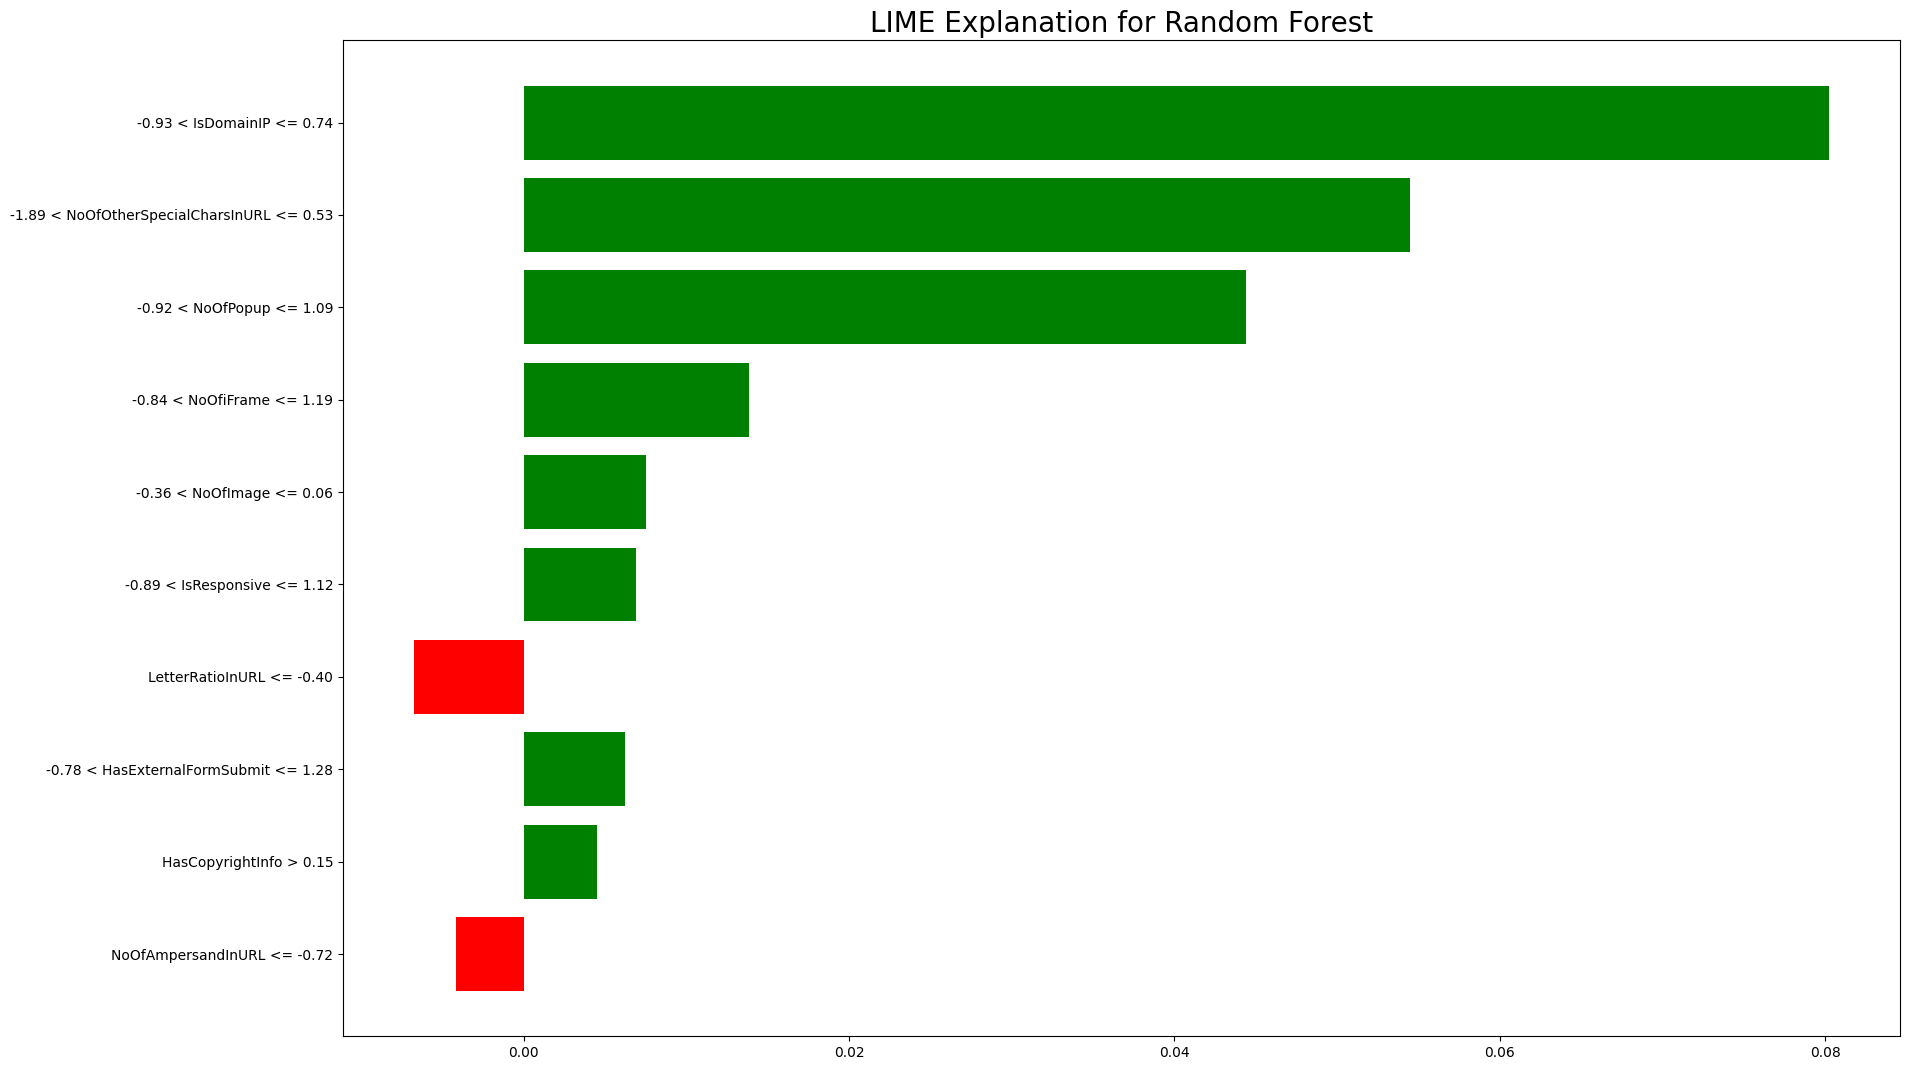 LIME Explanation for Random Forest
-0.93 < IsDomainIP <= 0.74
-1.89 < NoOfOtherSpecialCharsInURL <= 0.53
-0.92 < NoOfPopup <= 1.09
-0.84 < NoOfiFrame <= 1.19
-0.36 < NoOfImage <= 0.06
-0.89 < IsResponsive <= 1.12
LetterRatioInURL <= -0.40
-0.78 < HasExternalFormSubmit <= 1.28
HasCopyrightInfo > 0.15
NoOfAmpersandInURL <= -0.72
0.00 0.02 0.04 0.06 0.08